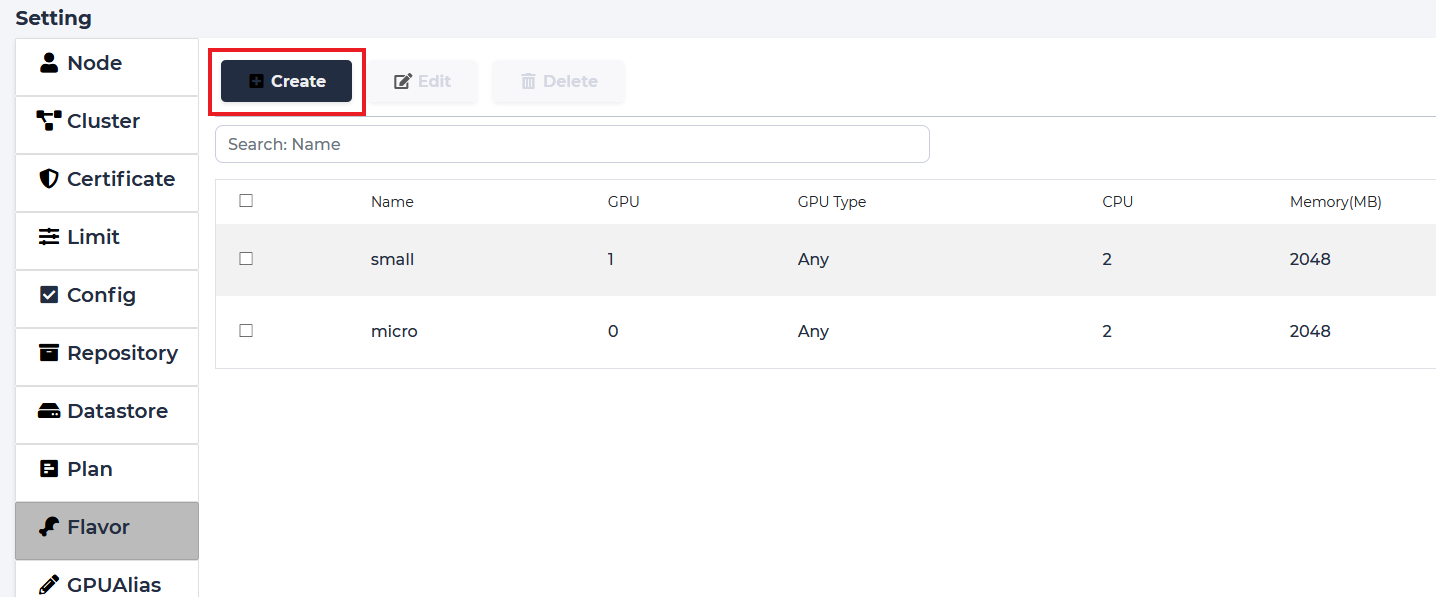 Setting
Node
Cluster
Certificate
Limit
Config
Repository
Datastore
Plan
Flavor
GPUAlias
Create Edit Delete
Search: Name
Name GPU GPU Type CPU Memory(MB)
small 1 Any 2 2048
micro 0 Any 2 2048